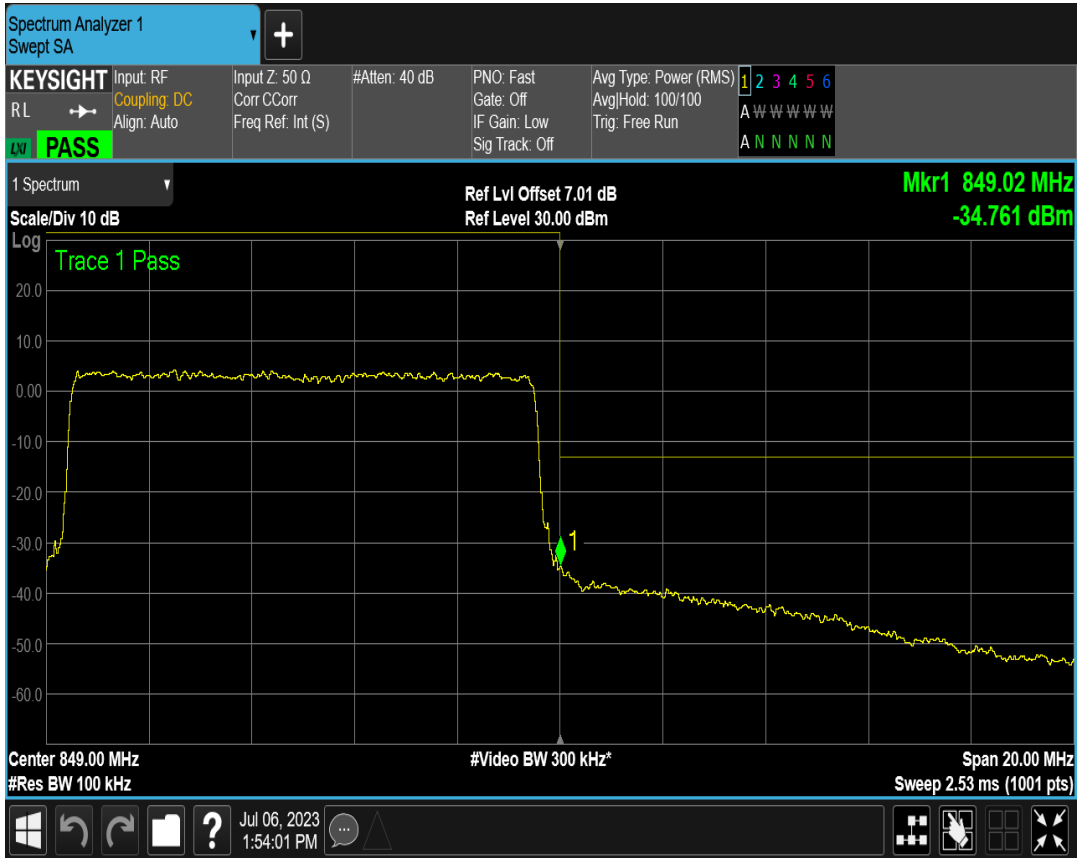 Spectrum Analyzer 1
Swept SA
+
KEYSIGHT
R L
LXI PASS
Input: RF
Coupling: DC
Align: Auto
Input Z: 50 Ω
Corr CCorr
Freq Ref: Int (S)
#Atten: 40 dB
PNO: Fast
Gate: Off
IF Gain: Low
Sig Track: Off
Avg Type: Power (RMS)
Avg|Hold: 100/100
Trig: Free Run
1 2 3 4 5 6
A W W W W W
A N N N N N
1 Spectrum
Scale/Div 10 dB
Ref Lvl Offset 7.01 dB
Ref Level 30.00 dBm
Mkr1 849.02 MHz
-34.761 dBm
Log
Trace 1 Pass
20.0
10.0
0.00
-10.0
-20.0
-30.0
-40.0
-50.0
-60.0
1
Center 849.00 MHz
#Res BW 100 kHz
#Video BW 300 kHz*
Span 20.00 MHz
Sweep 2.53 ms (1001 pts)
?
Jul 06, 2023
1:54:01 PM